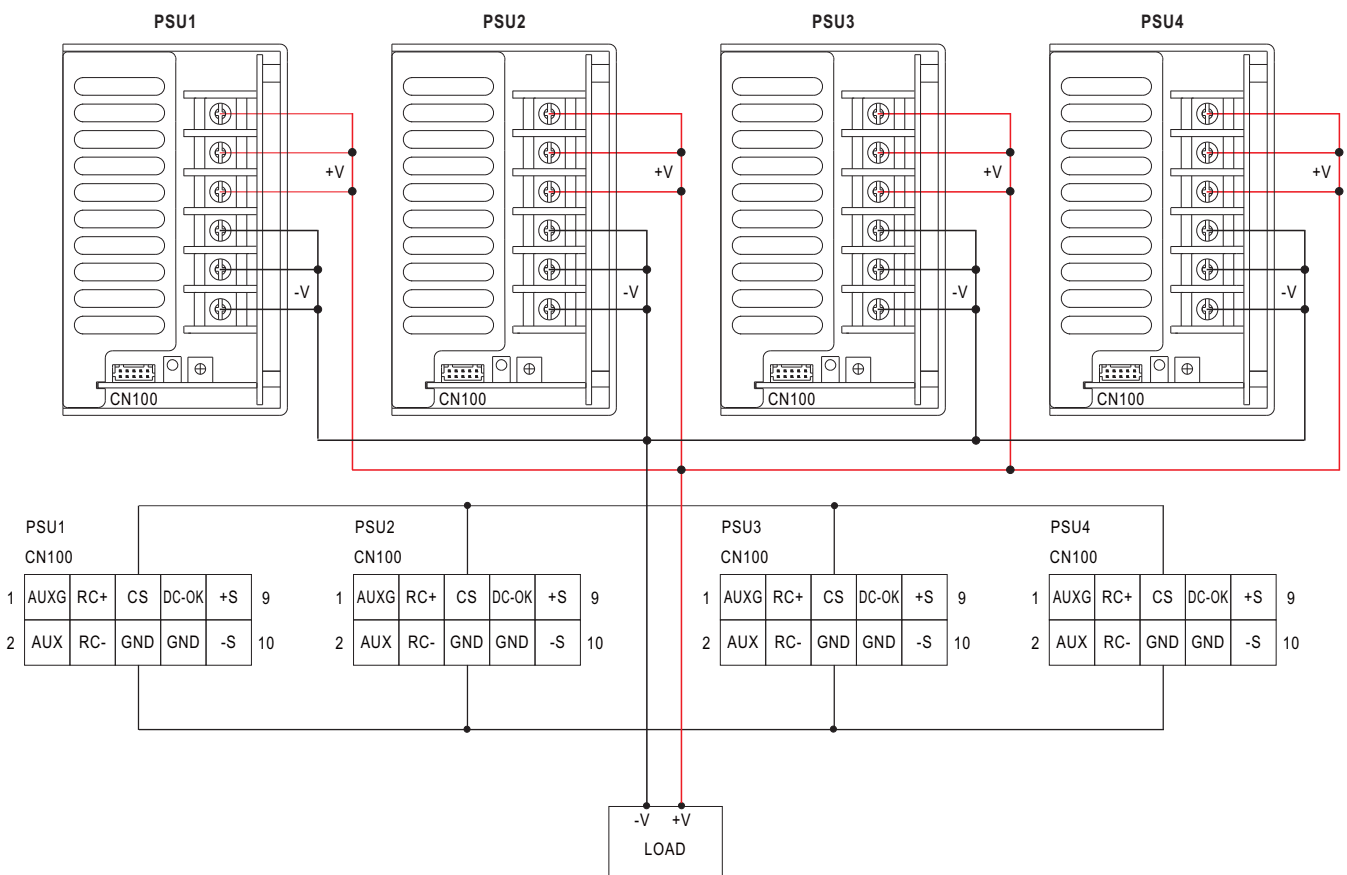 PSU1 PSU2 PSU3 PSU4
+V +V +V +V
-V -V -V -V
CN100 CN100 CN100 CN100
PSU1 PSU2 PSU3 PSU4
CN100 CN100 CN100 CN100
1 AUXG RC+ CS DC-OK +S 9 1 AUXG RC+ CS DC-OK +S 9 1 AUXG RC+ CS DC-OK +S 9 1 AUXG RC+ CS DC-OK +S 9
2 AUX RC- GND GND -S 10 2 AUX RC- GND GND -S 10 2 AUX RC- GND GND -S 10 2 AUX RC- GND GND -S 10
-V +V
LOAD